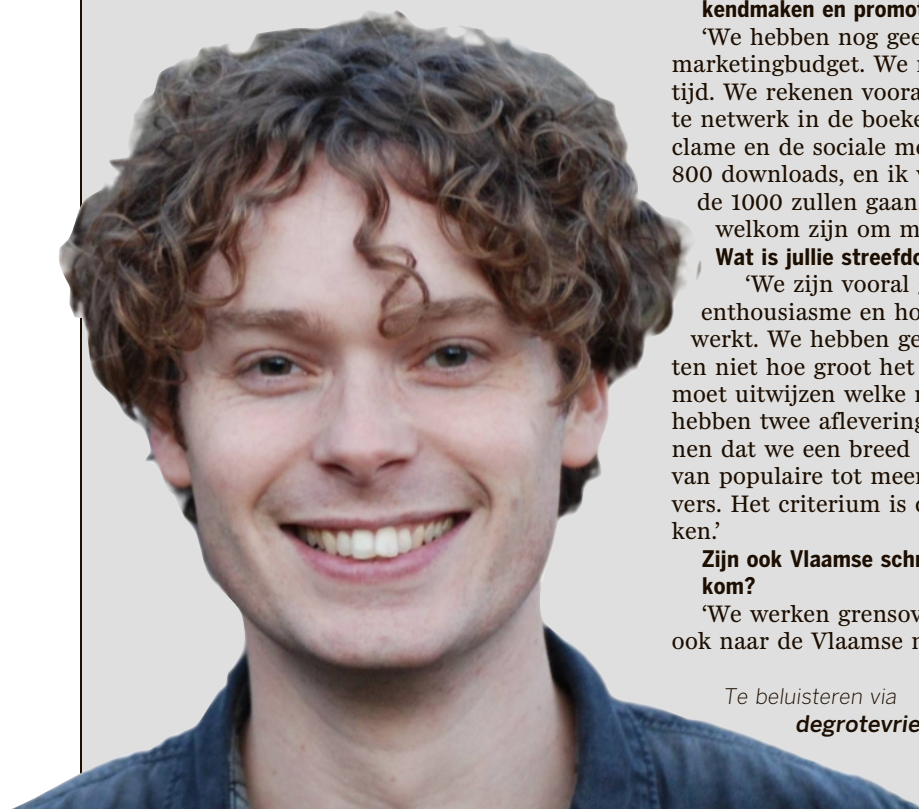 kendmaken en promot
‘We hebben nog gee
marketingbudget. We
tijd. We rekenen voora
te netwerk in de boeke
clame en de sociale me
800 downloads, en ik
de 1000 zullen gaan
welkom zijn om m
Wat is jullie streefdo
‘We zijn vooral
enthousiasme en ho
werkt. We hebben ge
ten niet hoe groot het
moet uitwijzen welke
hebben twee aflevering
nen dat we een breed
van populaire tot meer
vers. Het criterium is
ken.’
Zijn ook Vlaamse schr
kom?
‘We werken grensov
ook naar de Vlaamse
Te beluisteren via
degrotevrie